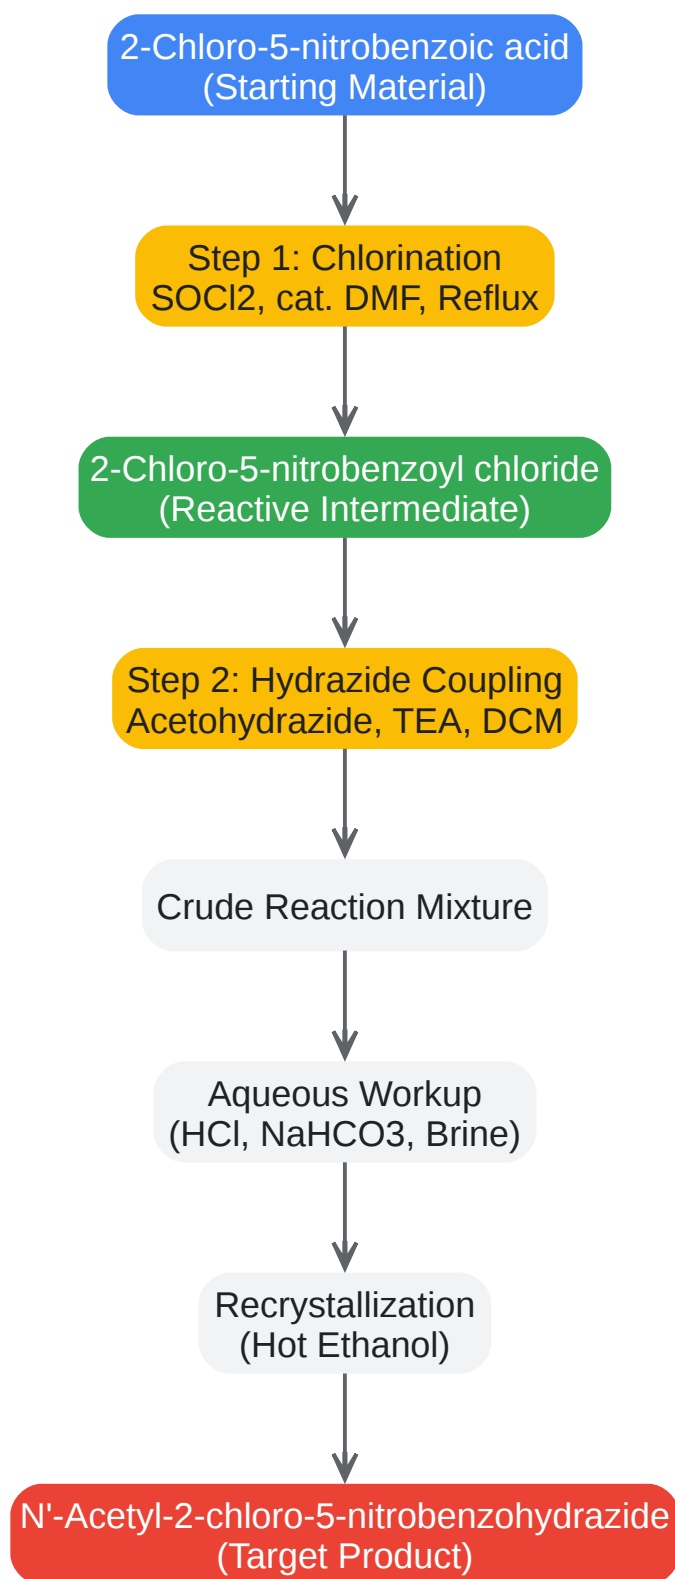 2-Chloro-5-nitrobenzoic acid
(Starting Material)
Step 1: Chlorination
SOCl2, cat. DMF, Reflux
2-Chloro-5-nitrobenzoyl chloride
(Reactive Intermediate)
Step 2: Hydrazide Coupling
Acetohydrazide, TEA, DCM
Crude Reaction Mixture
Aqueous Workup
(HCl, NaHCO3, Brine)
Recrystallization
(Hot Ethanol)
N'-Acetyl-2-chloro-5-nitrobenzohydrazide
(Target Product)